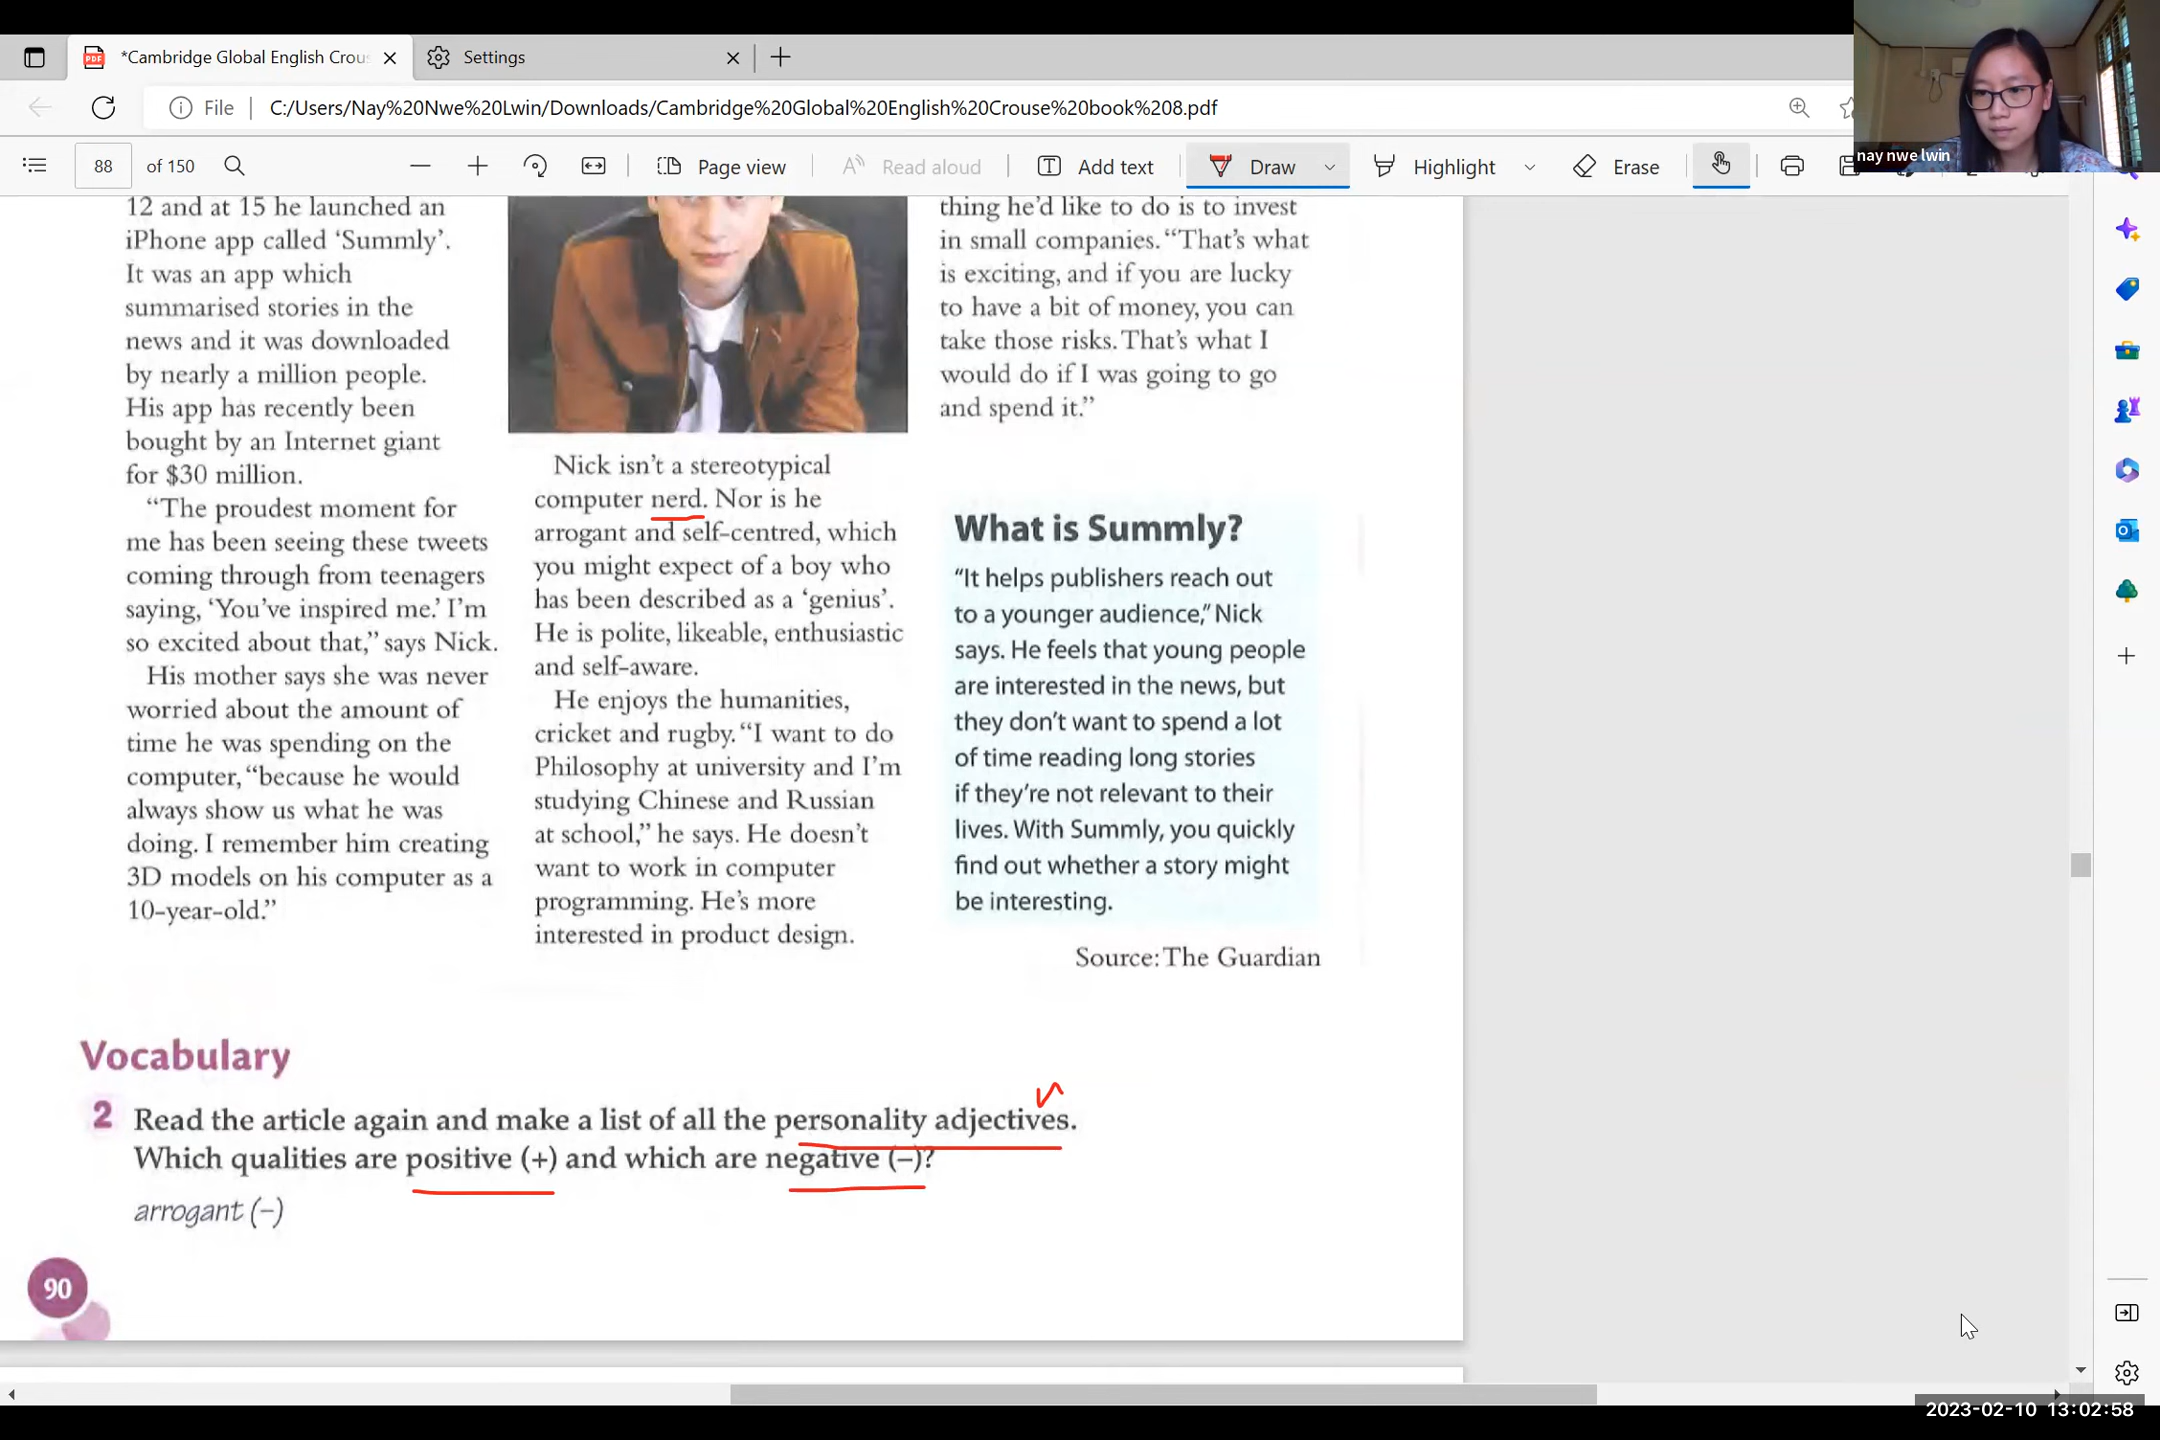 *Cambridge Global English Crou
Settings
File
C:/Users/Nay%20Nwe%20Lwin/Downloads/Cambridge%20Global%20English%20Crouse%20book%208.pdf
nay nwe lwin
88 of 150
Page view
Read aloud
Add text
Draw
Highlight
Erase
12 and at 15 he launched an
iPhone app called ‘Summly’.
It was an app which
summarised stories in the
news and it was downloaded
by nearly a million people.
His app has recently been
bought by an Internet giant
for $30 million.
“The proudest moment for
me has been seeing these tweets
coming through from teenagers
saying, ‘You’ve inspired me.’ I’m
so excited about that,” says Nick.
His mother says she was never
worried about the amount of
time he was spending on the
computer, “because he would
always show us what he was
doing. I remember him creating
3D models on his computer as a
10-year-old.”
Nick isn’t a stereotypical
computer nerd. Nor is he
arrogant and self-centred, which
you might expect of a boy who
has been described as a ‘genius’.
He is polite, likeable, enthusiastic
and self-aware.
He enjoys the humanities,
cricket and rugby. “I want to do
Philosophy at university and I’m
studying Chinese and Russian
at school,” he says. He doesn’t
want to work in computer
programming. He’s more
interested in product design.
thing he’d like to do is to invest
in small companies. “That’s what
is exciting, and if you are lucky
to have a bit of money, you can
take those risks. That’s what I
would do if I was going to go
and spend it.”
What is Summly?
“It helps publishers reach out
to a younger audience,” Nick
says. He feels that young people
are interested in the news, but
they don’t want to spend a lot
of time reading long stories
if they’re not relevant to their
lives. With Summly, you quickly
find out whether a story might
be interesting.
Source: The Guardian
Vocabulary
2 Read the article again and make a list of all the personality adjectives.
Which qualities are positive (+) and which are negative (–)?
arrogant (–)
90
2023-02-10 13:02:58